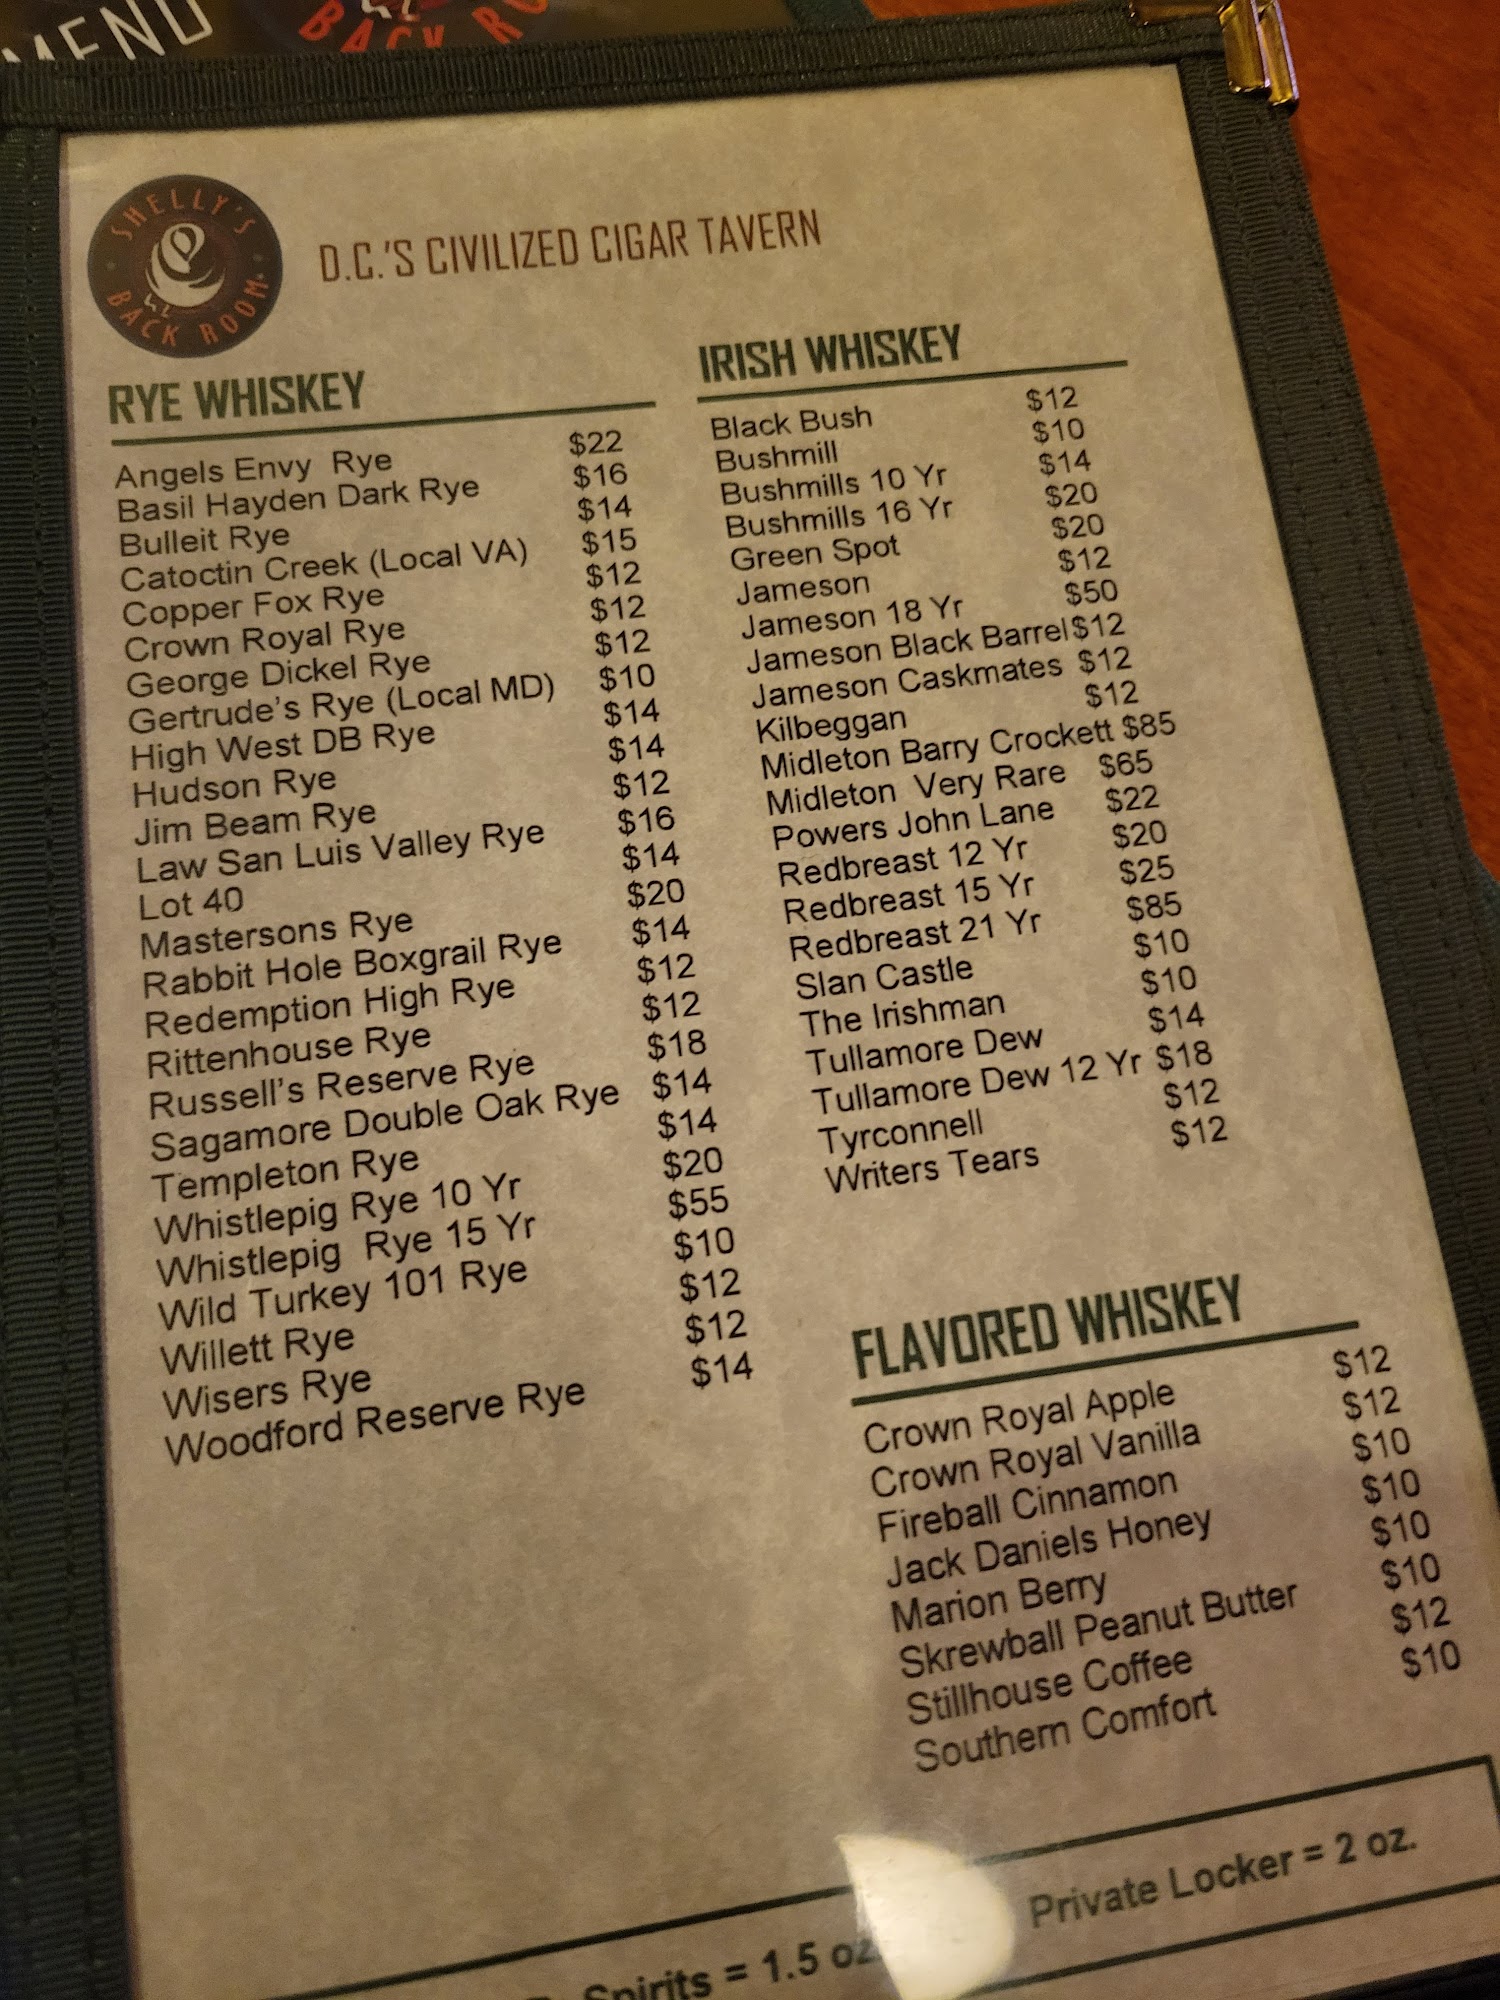 MENU
BACK RO
SHELLY'S
BACK ROOM
D.C.'S CIVILIZED CIGAR TAVERN
RYE WHISKEY
Angels Envy Rye $22
Basil Hayden Dark Rye $16
Bulleit Rye $14
Catoctin Creek (Local VA) $15
Copper Fox Rye $12
Crown Royal Rye $12
George Dickel Rye $12
Gertrude's Rye (Local MD) $10
High West DB Rye $14
Hudson Rye $14
Jim Beam Rye $12
Law San Luis Valley Rye $16
Lot 40 $14
Mastersons Rye $20
Rabbit Hole Boxgrail Rye $14
Redemption High Rye $12
Rittenhouse Rye $12
Russell's Reserve Rye $18
Sagamore Double Oak Rye $14
Templeton Rye $14
Whistlepig Rye 10 Yr $20
Whistlepig Rye 15 Yr $55
Wild Turkey 101 Rye $10
Willett Rye $12
Wisers Rye $12
Woodford Reserve Rye $14
IRISH WHISKEY
Black Bush $12
Bushmill $10
Bushmills 10 Yr $14
Bushmills 16 Yr $20
Green Spot $20
Jameson $12
Jameson 18 Yr $50
Jameson Black Barrel $12
Jameson Caskmates $12
Kilbeggan $12
Midleton Barry Crockett $85
Midleton Very Rare $65
Powers John Lane $22
Redbreast 12 Yr $20
Redbreast 15 Yr $25
Redbreast 21 Yr $85
Slan Castle $10
The Irishman $10
Tullamore Dew $14
Tullamore Dew 12 Yr $18
Tyrconnell $12
Writers Tears $12
FLAVORED WHISKEY
Crown Royal Apple $12
Crown Royal Vanilla $12
Fireball Cinnamon $10
Jack Daniels Honey $10
Marion Berry $10
Skrewball Peanut Butter $10
Stillhouse Coffee $12
Southern Comfort $10
Spirits = 1.5 oz. Private Locker = 2 oz.